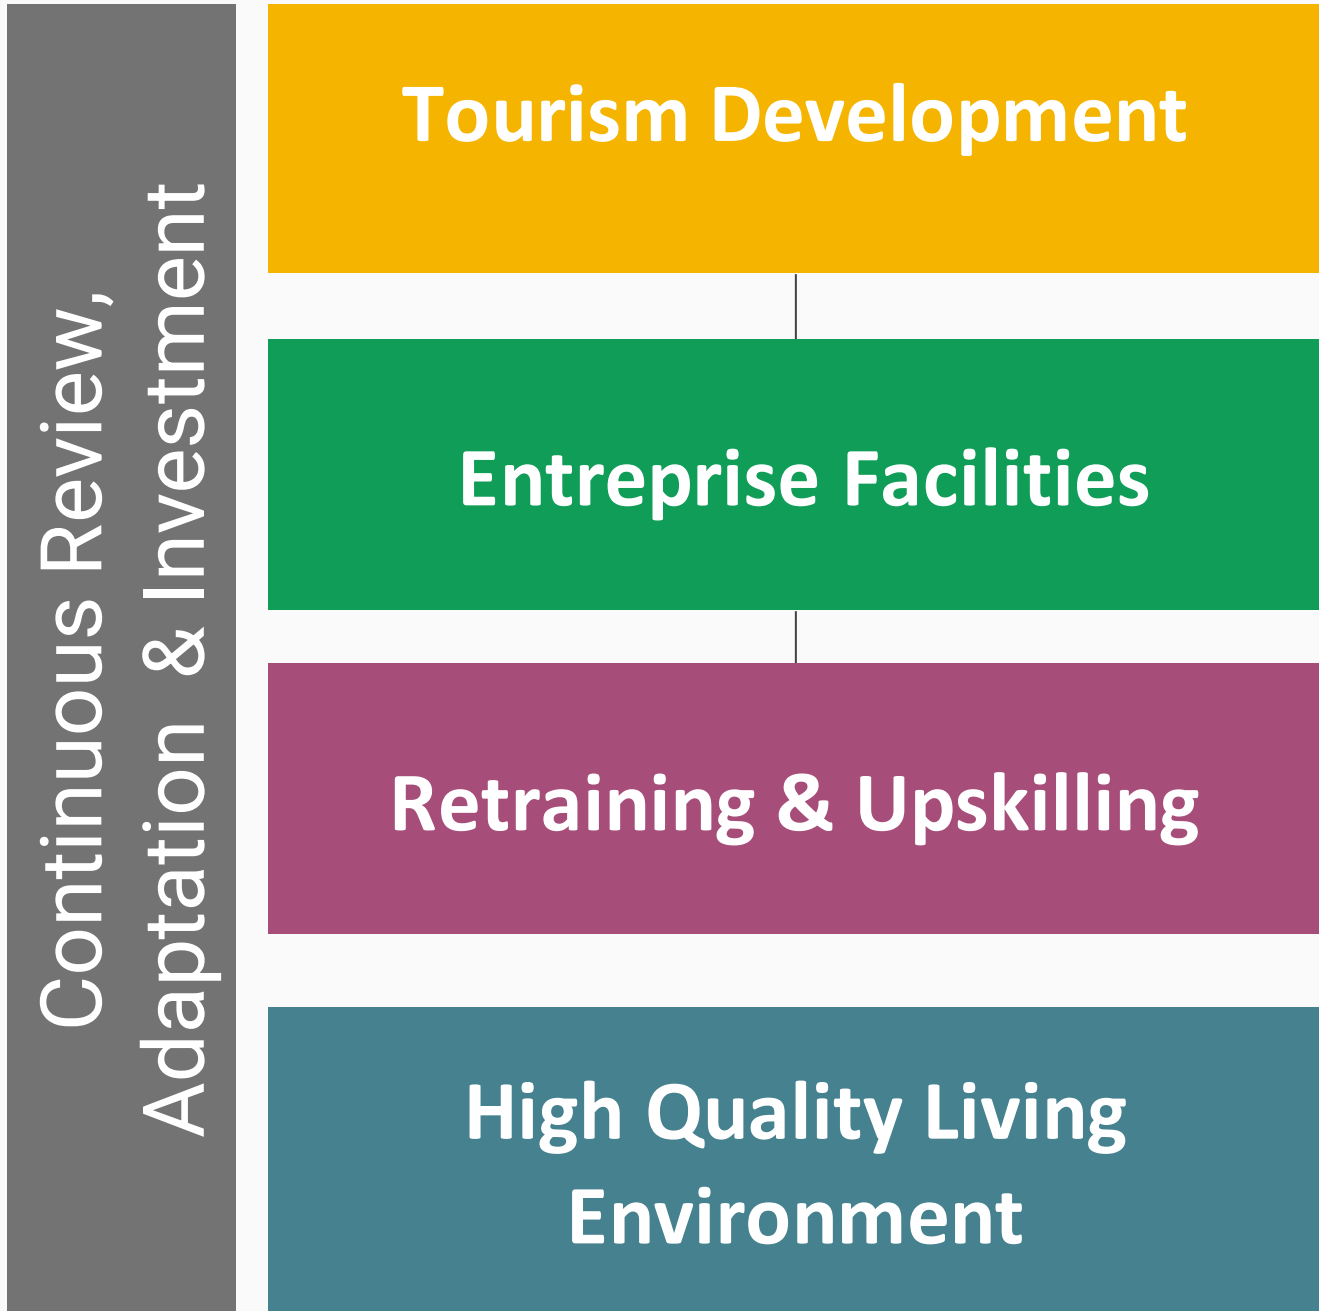 Continuous Review,
Adaptation  & Investment
Tourism Development
Entreprise Facilities
Retraining & Upskilling
High Quality Living
Environment